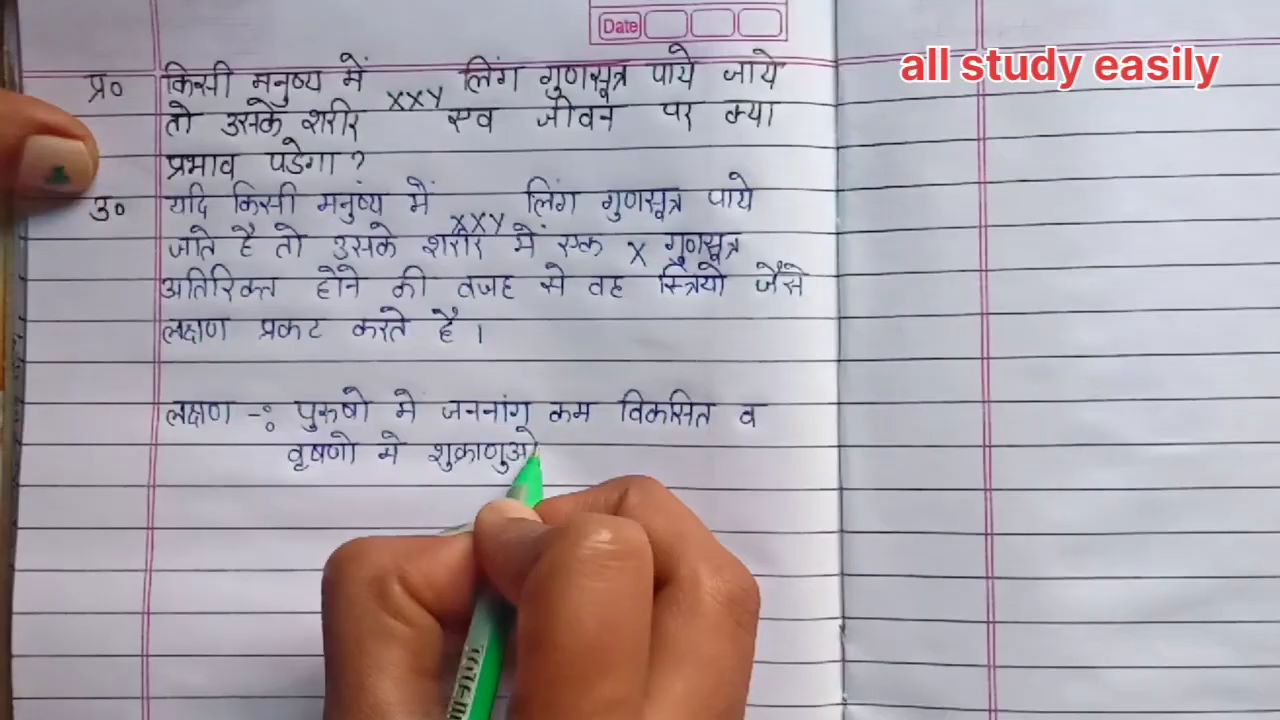 Date
all study easily
प्र० किसी मनुष्य में XXY लिंग गुणसूत्र पाये जाये
तो उसके शरीर एव जीवन पर क्या
प्रभाव पडेगा ?
उ० यदि किसी मनुंष्य में XXY लिंग गुणसूत्र पाये
जाते है तो उसके शरीर में एक X गुणसूत्र
अतिरिक्त होने की वजह से वह स्त्रियो जैसे
लक्षण प्रकट करते है ।
लक्षण -: पुरुषो मे जननांग कम विकसित व
वृषणो मे शुक्राणुओ